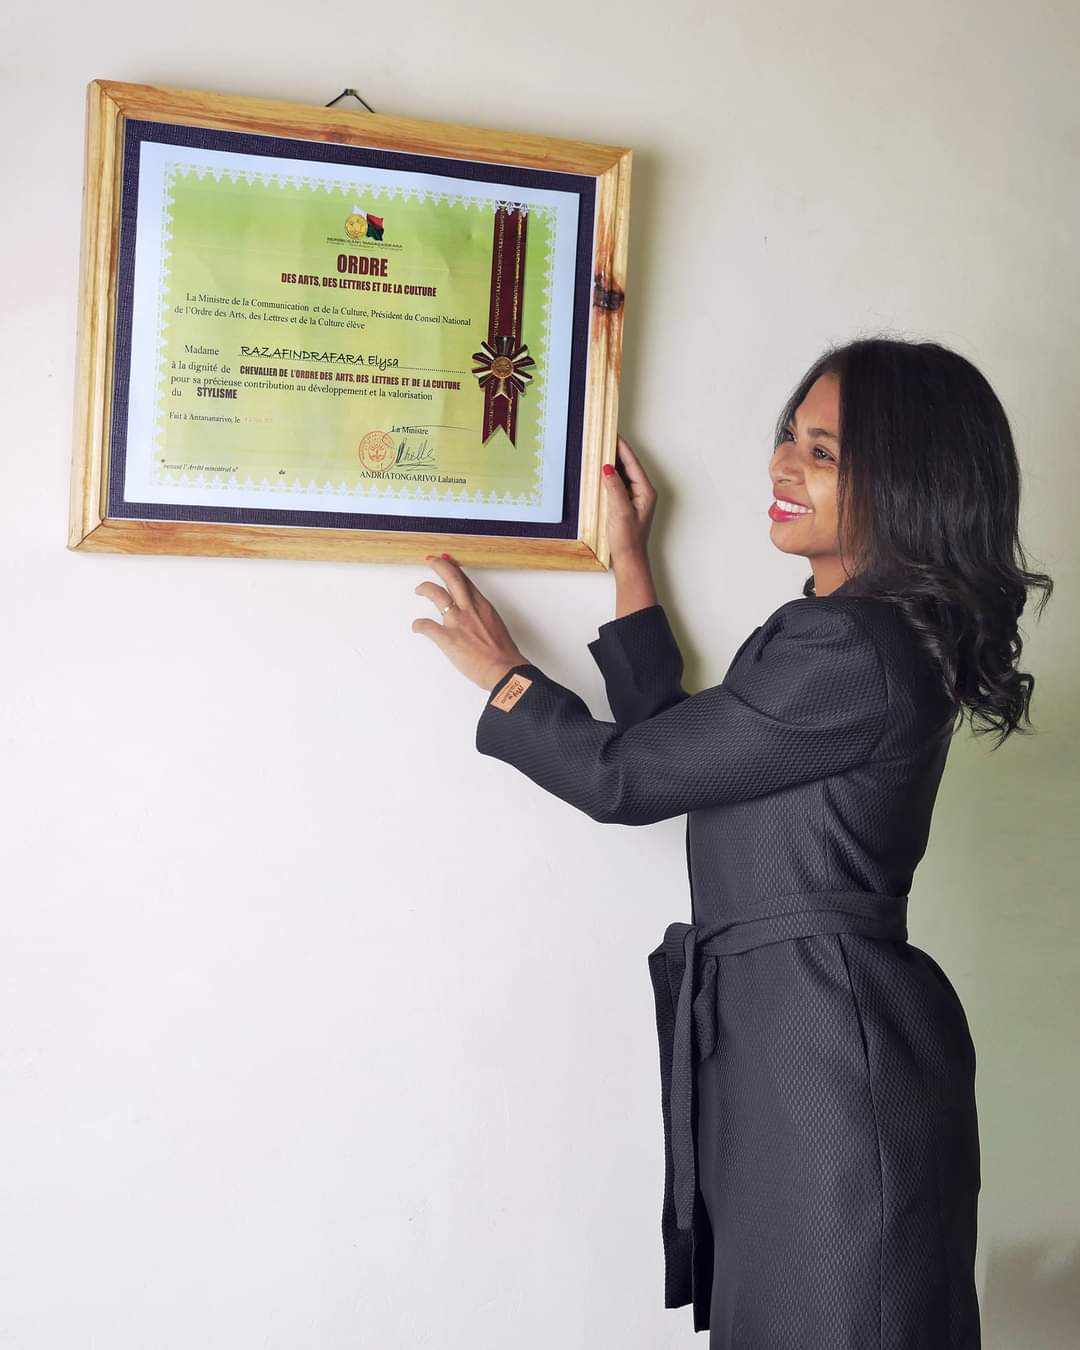 REPOBLIKAN'I MADAGASIKARA
ORDRE
DES ARTS, DES LETTRES ET DE LA CULTURE
La Ministre de la Communication et de la Culture, Président du Conseil National
de l'Ordre des Arts, des Lettres et de la Culture élève
Madame RAZAFINDRAFARA Elysa
à la dignité de CHEVALIER DE L'ORDRE DES ARTS, DES LETTRES ET DE LA CULTURE
pour sa précieuse contribution au développement et la valorisation
du STYLISME
Fait à Antananarivo, le
La Ministre
suivant l'Arrêté ministériel n° du
ANDRIATONGARIVO Lalatiana